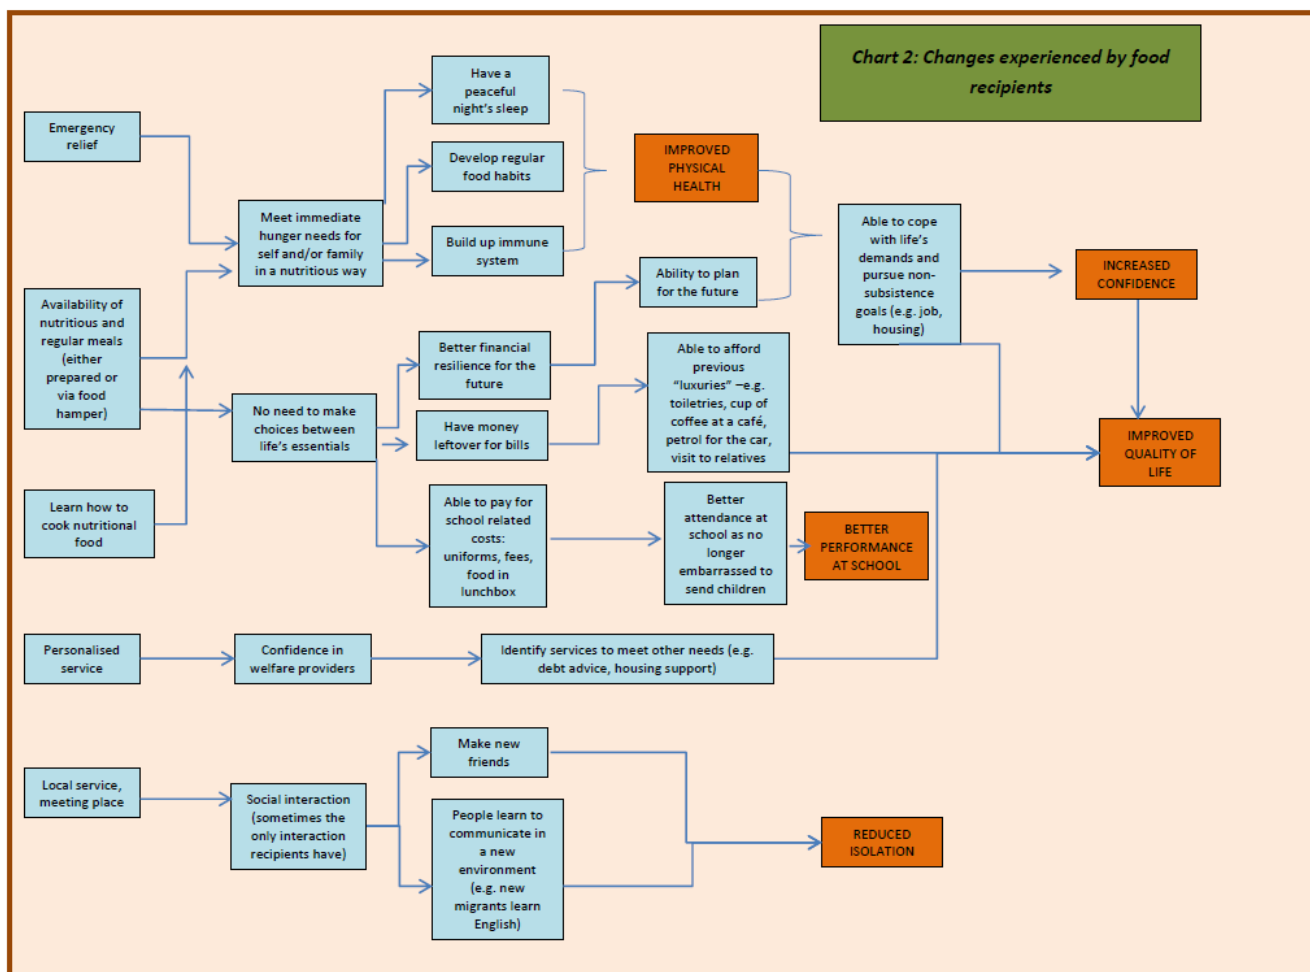 Chart 2: Changes experienced by food
recipients
Have a
peaceful
night's sleep
Emergency
relief
Develop regular
food habits
IMPROVED
PHYSICAL
HEALTH
Meet immediate
hunger needs for
self and/or family
in a nutritious way
Build up immune
system
Able to cope
with life's
demands and
pursue non-
subsistence
goals (e.g. job,
housing)
INCREASED
CONFIDENCE
Ability to plan
for the future
Availability of
nutritious and
regular meals
(either
prepared or
via food
hamper)
Better financial
resilience for the
future
Able to afford
previous
“luxuries” –e.g.
toiletries, cup of
coffee at a café,
petrol for the car,
visit to relatives
No need to make
choices between
life's essentials
Have money
leftover for bills
IMPROVED
QUALITY OF
LIFE
Learn how to
cook nutritional
food
Able to pay for
school related
costs:
uniforms, fees,
food in
lunchbox
Better
attendance at
school as no
longer
embarrassed to
send children
BETTER
PERFORMANCE
AT SCHOOL
Personalised
service
Confidence in
welfare providers
Identify services to meet other needs (e.g.
debt advice, housing support)
Make new
friends
Local service,
meeting place
Social interaction
(sometimes the
only interaction
recipients have)
People learn to
communicate in
a new
environment
(e.g. new
migrants learn
English)
REDUCED
ISOLATION